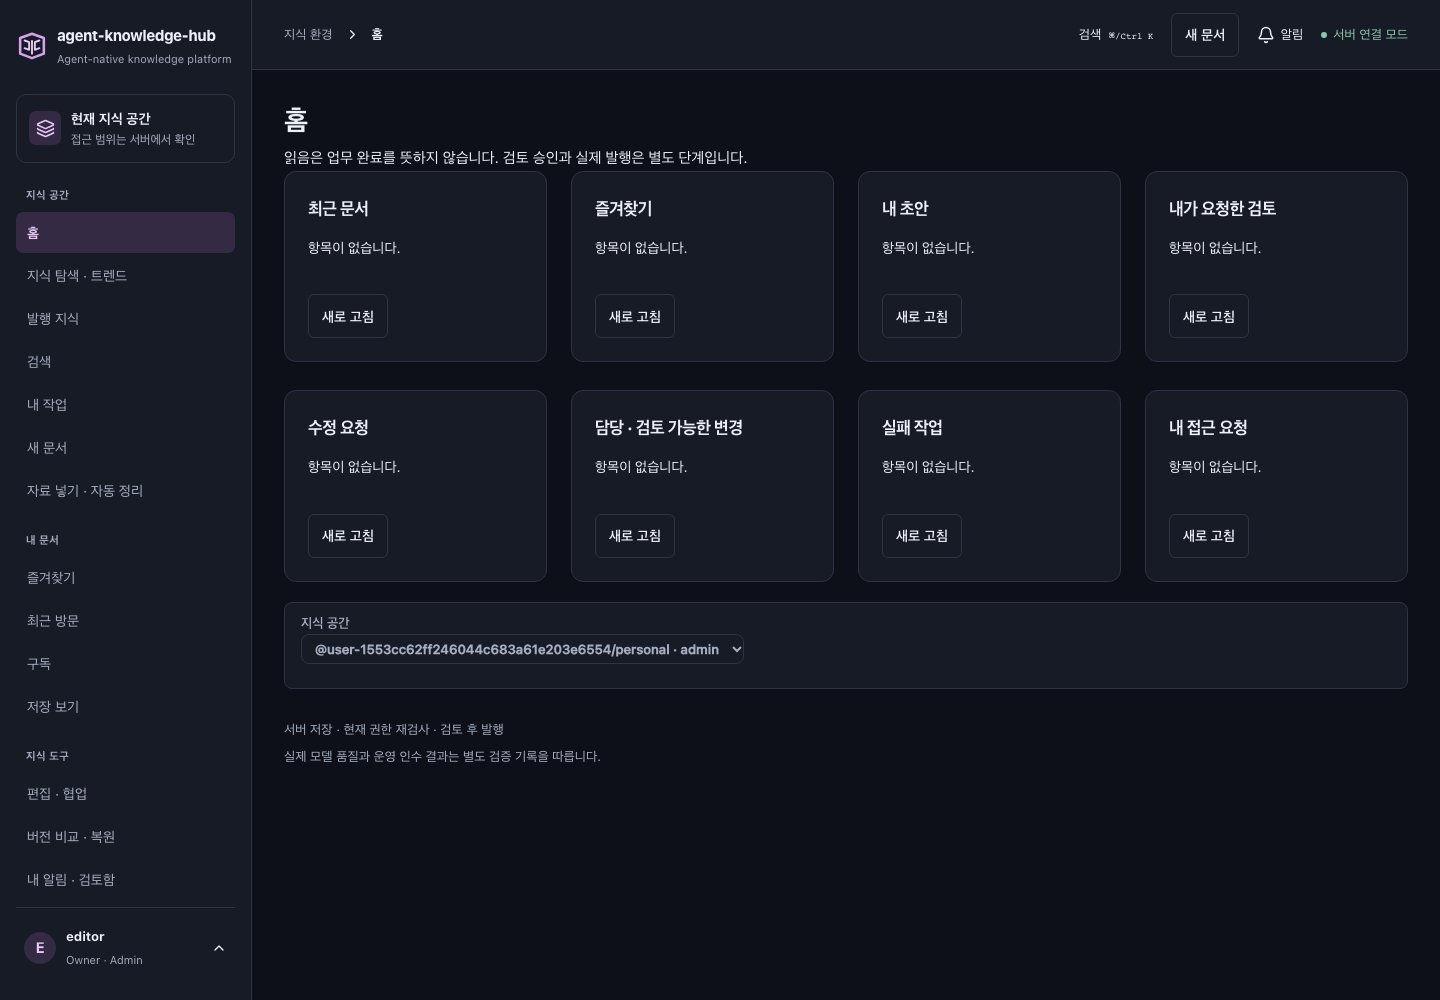 agent-knowledge-hub
Agent-native knowledge platform
현재 지식 공간
접근 범위는 서버에서 확인
지식 공간
홈
지식 탐색 · 트렌드
발행 지식
검색
내 작업
새 문서
자료 넣기 · 자동 정리
내 문서
즐겨찾기
최근 방문
구독
저장 보기
지식 도구
편집 · 협업
버전 비교 · 복원
내 알림 · 검토함
E
editor
Owner · Admin
지식 환경 > 홈
검색 ⌘/Ctrl K
새 문서
알림
서버 연결 모드
홈
읽음은 업무 완료를 뜻하지 않습니다. 검토 승인과 실제 발행은 별도 단계입니다.
최근 문서
항목이 없습니다.
새로 고침
즐겨찾기
항목이 없습니다.
새로 고침
내 초안
항목이 없습니다.
새로 고침
내가 요청한 검토
항목이 없습니다.
새로 고침
수정 요청
항목이 없습니다.
새로 고침
담당 · 검토 가능한 변경
항목이 없습니다.
새로 고침
실패 작업
항목이 없습니다.
새로 고침
내 접근 요청
항목이 없습니다.
새로 고침
지식 공간
@user-1553cc62ff246044c683a61e203e6554/personal · admin
서버 저장 · 현재 권한 재검사 · 검토 후 발행
실제 모델 품질과 운영 인수 결과는 별도 검증 기록을 따릅니다.